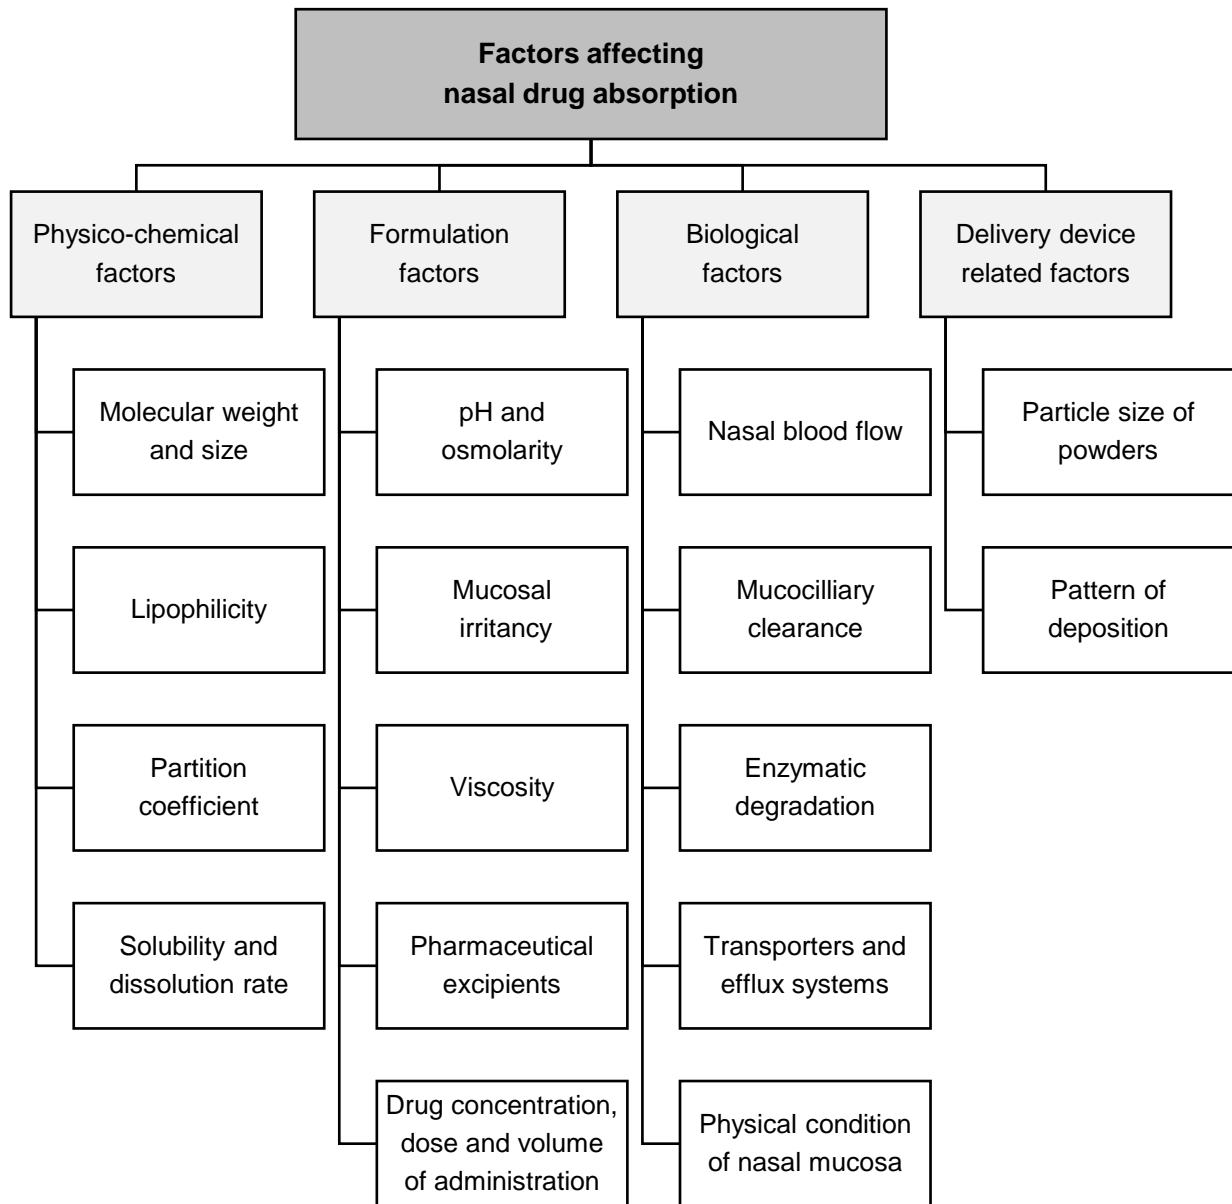 Factors affecting
nasal drug absorption
Physico-chemical
factors
Formulation
factors
Biological
factors
Delivery device
related factors
Molecular weight
and size
pH and
osmolarity
Nasal blood flow
Particle size of
powders
Lipophilicity
Mucosal
irritancy
Mucocilliary
clearance
Pattern of
deposition
Partition
coefficient
Viscosity
Enzymatic
degradation
Solubility and
dissolution rate
Pharmaceutical
excipients
Transporters and
efflux systems
Drug concentration,
dose and volume
of administration
Physical condition
of nasal mucosa